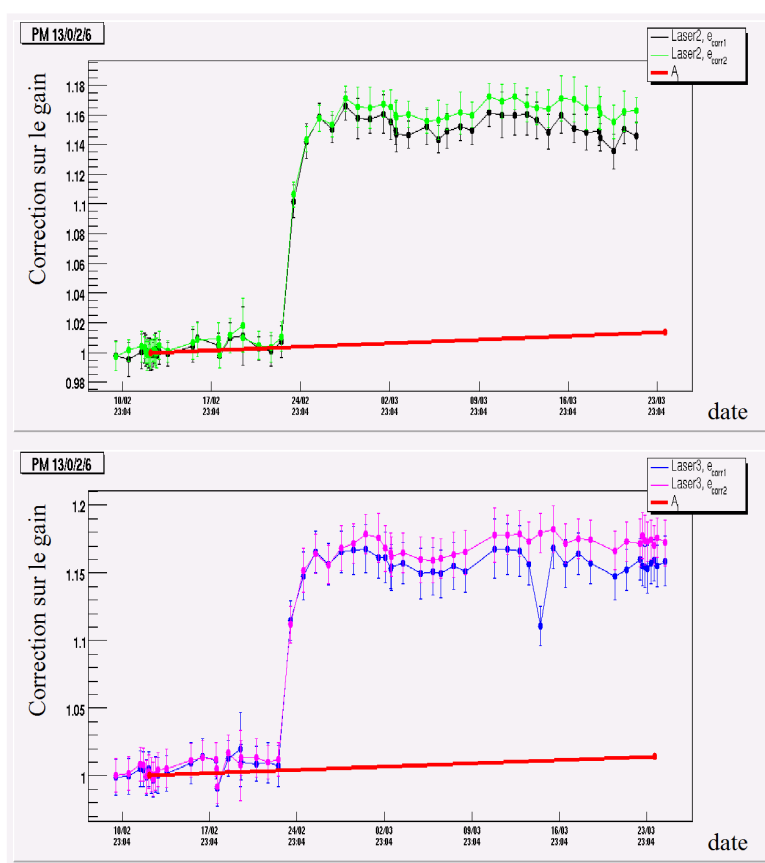 PM 13/0/2/6
Laser2, e_corr1
Laser2, e_corr2
A_i
Correction sur le gain
1.18
1.16
1.14
1.12
1.1
1.08
1.06
1.04
1.02
1
0.98
10/02 17/02 24/02 02/03 09/03 16/03 23/03
23:04 23:04 23:04 23:04 23:04 23:04 23:04
date
PM 13/0/2/6
Laser3, e_corr1
Laser3, e_corr2
A_i
Correction sur le gain
1.2
1.15
1.1
1.05
1
10/02 17/02 24/02 02/03 09/03 16/03 23/03
23:04 23:04 23:04 23:04 23:04 23:04 23:04
date